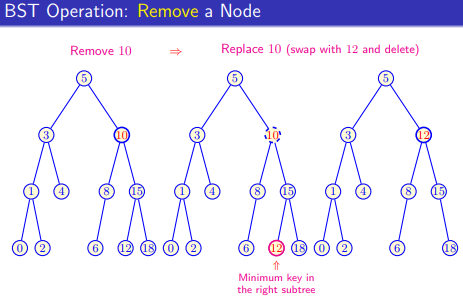 BST Operation: Remove a Node
Remove 10 ⇒ Replace 10 (swap with 12 and delete)
5 5 5
3 10 3 10 3 12
1 4 8 15 1 4 8 15 1 4 8 15
0 2 6 12 18 0 2 6 12 18 0 2 6 18
⇑
Minimum key in
the right subtree